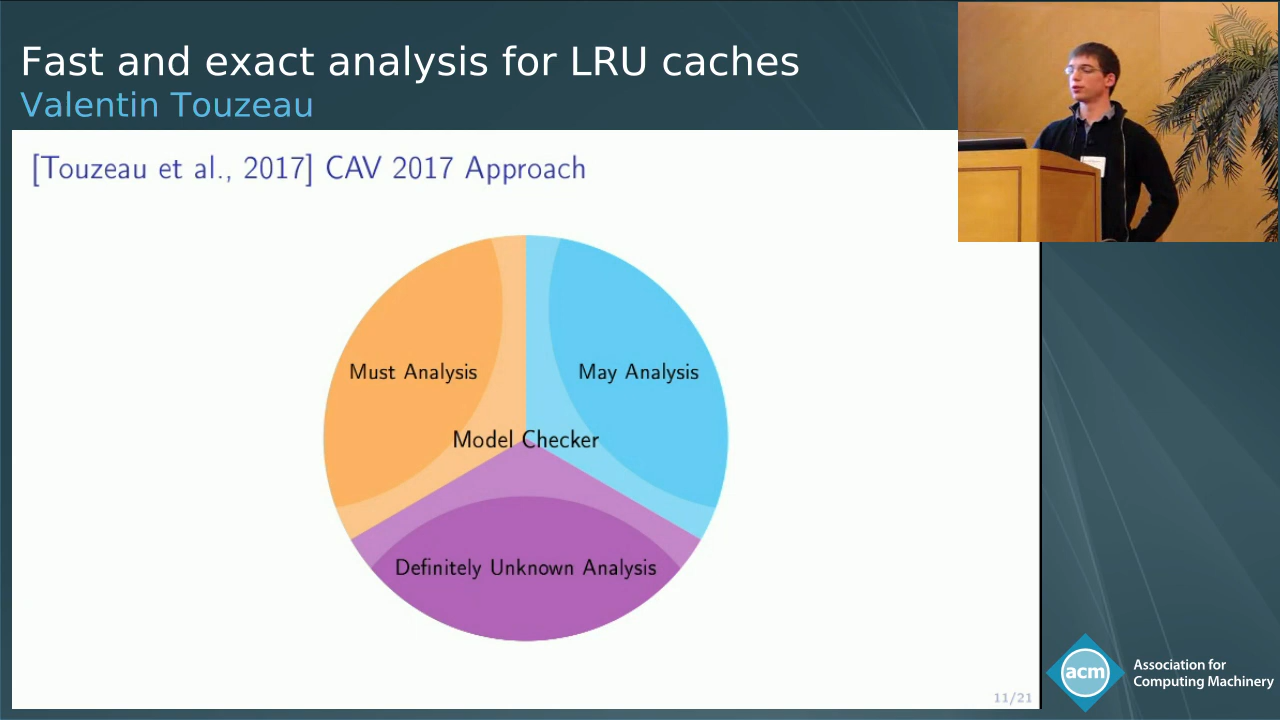 Fast and exact analysis for LRU caches
Valentin Touzeau
[Touzeau et al., 2017] CAV 2017 Approach
Must Analysis
May Analysis
Model Checker
Definitely Unknown Analysis
11/21
acm
Association for
Computing Machinery